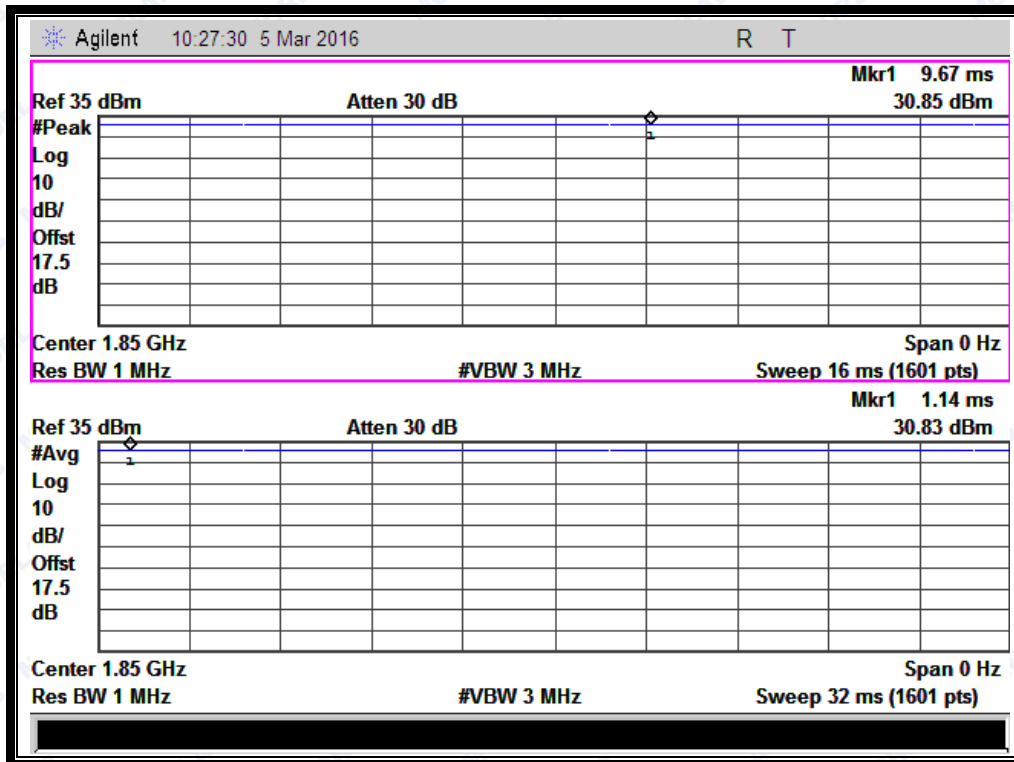 Agilent 10:27:30 5 Mar 2016 R T
Mkr1 9.67 ms
Ref 35 dBm Atten 30 dB 30.85 dBm
#Peak
1
Log
10
dB/
Offst
17.5
dB
Center 1.85 GHz Span 0 Hz
Res BW 1 MHz #VBW 3 MHz Sweep 16 ms (1601 pts)
Mkr1 1.14 ms
Ref 35 dBm Atten 30 dB 30.83 dBm
#Avg
1
Log
10
dB/
Offst
17.5
dB
Center 1.85 GHz Span 0 Hz
Res BW 1 MHz #VBW 3 MHz Sweep 32 ms (1601 pts)